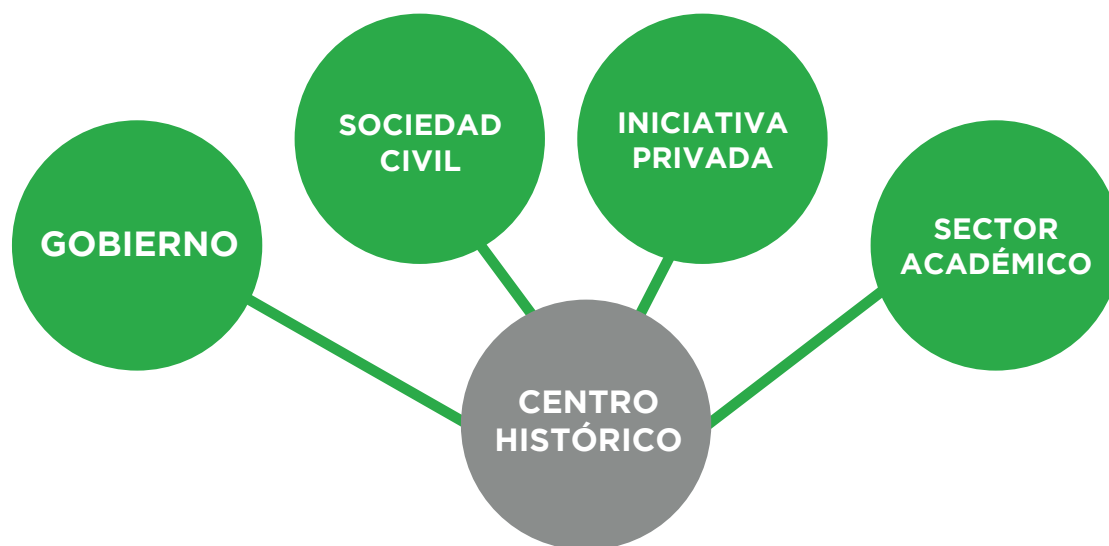 SOCIEDAD
CIVIL
INICIATIVA
PRIVADA
GOBIERNO
SECTOR
ACADÉMICO
CENTRO
HISTÓRICO